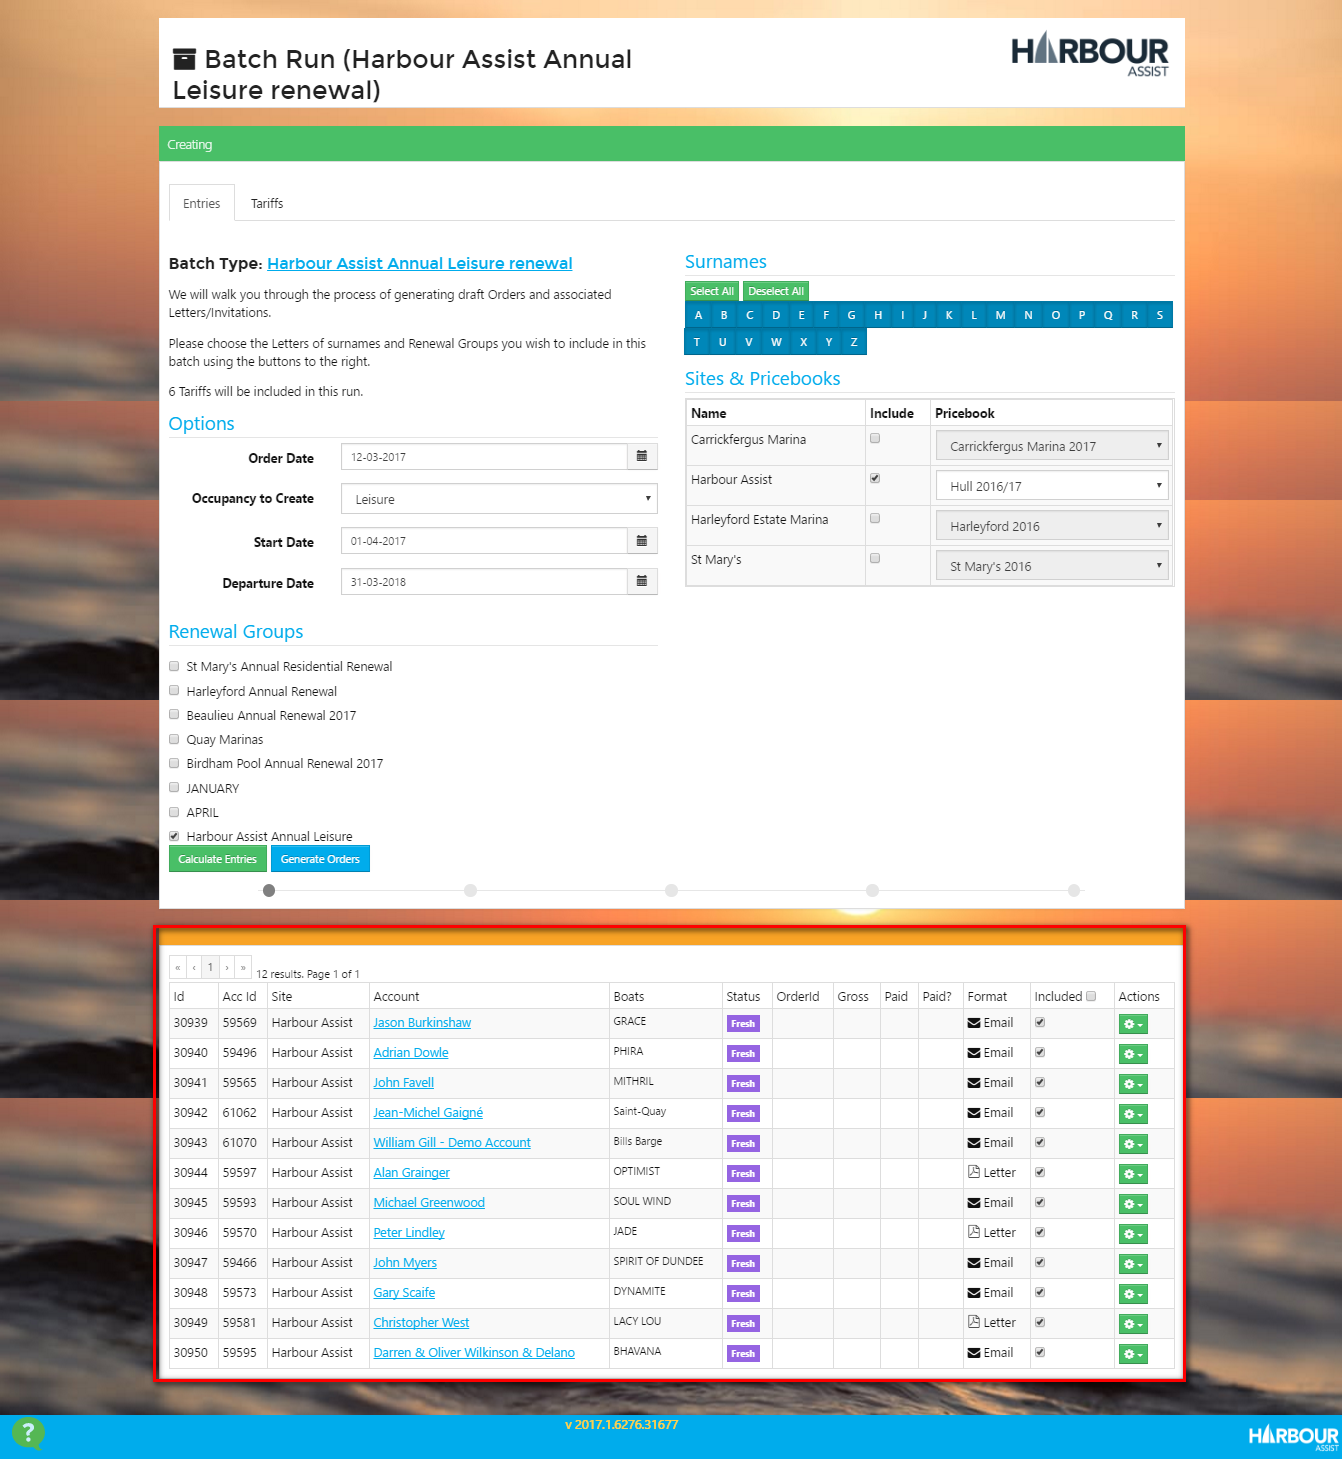 Batch Run (Harbour Assist Annual
Leisure renewal)
HARBOUR
ASSIST
Creating
Entries
Tariffs
Batch Type: Harbour Assist Annual Leisure renewal
We will walk you through the process of generating draft Orders and associated
Letters/Invitations.
Please choose the Letters of surnames and Renewal Groups you wish to include in this
batch using the buttons to the right.
6 Tariffs will be included in this run.
Options
Order Date 12-03-2017
Occupancy to Create Leisure
Start Date 01-04-2017
Departure Date 31-03-2018
Surnames
Select All Deselect All
A B C D E F G H I J K L M N O P Q R S
T U V W X Y Z
Sites & Pricebooks
Name Include Pricebook
Carrickfergus Marina Carrickfergus Marina 2017
Harbour Assist Hull 2016/17
Harleyford Estate Marina Harleyford 2016
St Mary's St Mary's 2016
Renewal Groups
St Mary's Annual Residential Renewal
Harleyford Annual Renewal
Beaulieu Annual Renewal 2017
Quay Marinas
Birdham Pool Annual Renewal 2017
JANUARY
APRIL
Harbour Assist Annual Leisure
Calculate Entries Generate Orders
« ‹ 1 › » 12 results. Page 1 of 1
Id Acc Id Site Account Boats Status OrderId Gross Paid Paid? Format Included Actions
30939 59569 Harbour Assist Jason Burkinshaw GRACE Fresh Email
30940 59496 Harbour Assist Adrian Dowle PHIRA Fresh Email
30941 59565 Harbour Assist John Favell MITHRIL Fresh Email
30942 61062 Harbour Assist Jean-Michel Gaigné Saint-Quay Fresh Email
30943 61070 Harbour Assist William Gill - Demo Account Bills Barge Fresh Email
30944 59597 Harbour Assist Alan Grainger OPTIMIST Fresh Letter
30945 59593 Harbour Assist Michael Greenwood SOUL WIND Fresh Email
30946 59570 Harbour Assist Peter Lindley JADE Fresh Letter
30947 59466 Harbour Assist John Myers SPIRIT OF DUNDEE Fresh Email
30948 59573 Harbour Assist Gary Scaife DYNAMITE Fresh Email
30949 59581 Harbour Assist Christopher West LACY LOU Fresh Letter
30950 59595 Harbour Assist Darren & Oliver Wilkinson & Delano BHAVANA Fresh Email
?
v 2017.1.6276.31677
HARBOUR
ASSIST